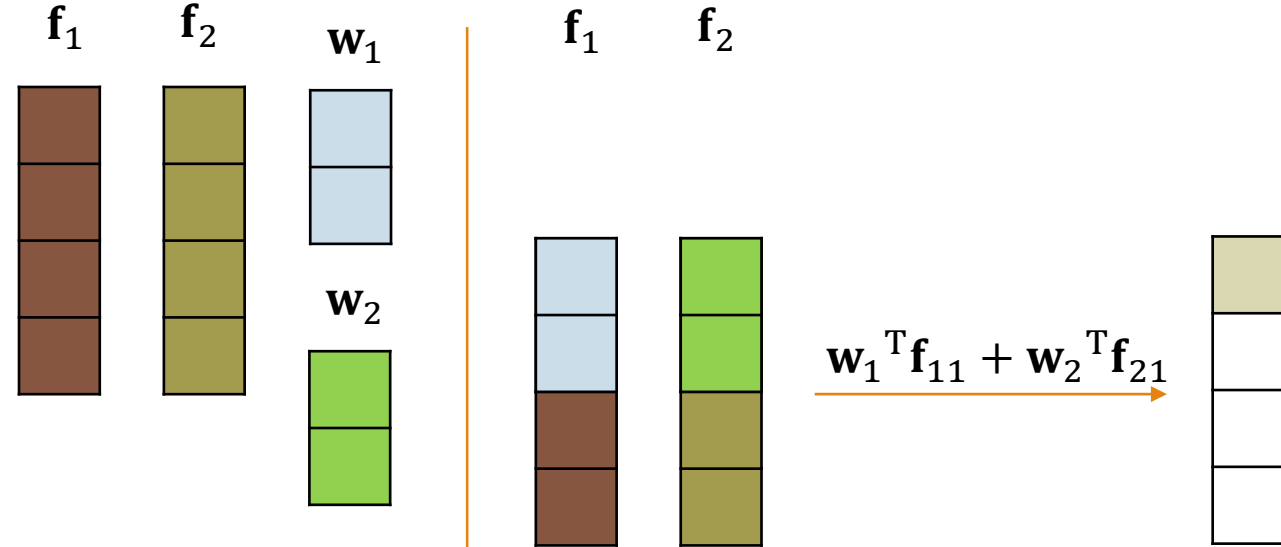 𝐟₁ 𝐟₂ 𝐰₁
𝐰₂
𝐟₁ 𝐟₂
𝐰₁ᵀ𝐟₁₁ + 𝐰₂ᵀ𝐟₂₁